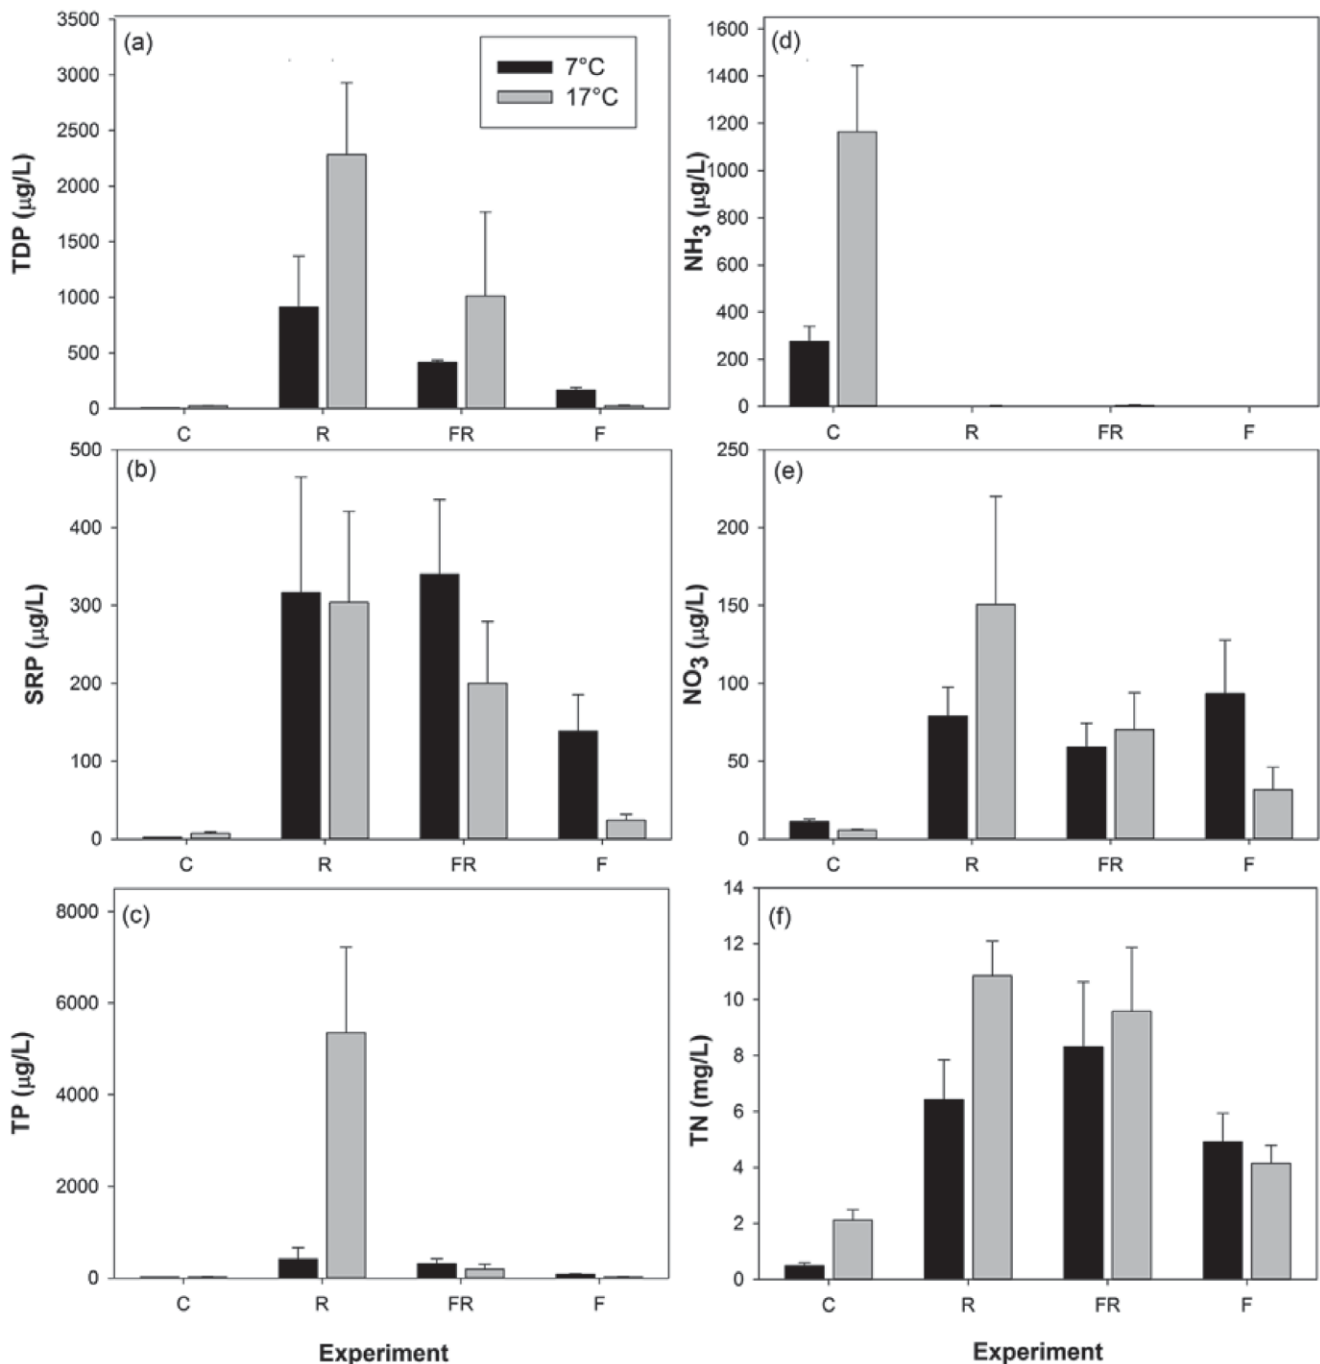 (a)
7°C
17°C
3500
3000
2500
2000
1500
1000
500
0
TDP (µg/L)
C R FR F
(d)
1600
1400
1200
1000
800
600
400
200
0
NH3 (µg/L)
C R FR F
(b)
500
400
300
200
100
0
SRP (µg/L)
C R FR F
(e)
250
200
150
100
50
0
NO3 (µg/L)
C R FR F
(c)
8000
6000
4000
2000
0
TP (µg/L)
C R FR F
Experiment
(f)
14
12
10
8
6
4
2
0
TN (mg/L)
C R FR F
Experiment